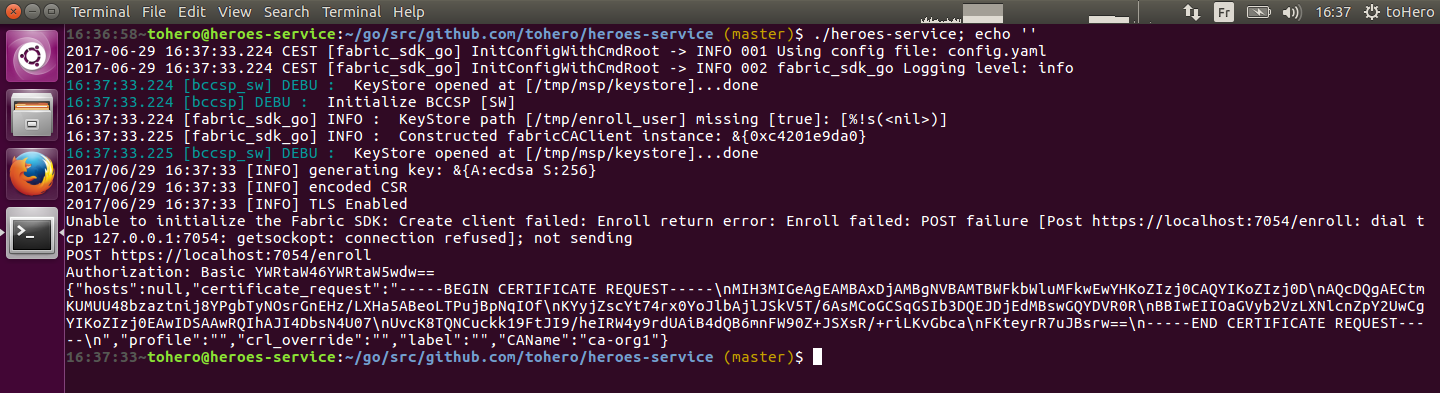 Terminal File Edit View Search Terminal Help Fr 16:37 toHero
16:36:58~tohero@heroes-service:~/go/src/github.com/tohero/heroes-service (master)$ ./heroes-service; echo ''
2017-06-29 16:37:33.224 CEST [fabric_sdk_go] InitConfigWithCmdRoot -> INFO 001 Using config file: config.yaml
2017-06-29 16:37:33.224 CEST [fabric_sdk_go] InitConfigWithCmdRoot -> INFO 002 fabric_sdk_go Logging level: info
16:37:33.224 [bccsp_sw] DEBU : KeyStore opened at [/tmp/msp/keystore]...done
16:37:33.224 [bccsp] DEBU : Initialize BCCSP [SW]
16:37:33.224 [fabric_sdk_go] INFO : KeyStore path [/tmp/enroll_user] missing [true]: [%!s(<nil>)]
16:37:33.225 [fabric_sdk_go] INFO : Constructed fabricCAClient instance: &{0xc4201e9da0}
16:37:33.225 [bccsp_sw] DEBU : KeyStore opened at [/tmp/msp/keystore]...done
2017/06/29 16:37:33 [INFO] generating key: &{A:ecdsa S:256}
2017/06/29 16:37:33 [INFO] encoded CSR
2017/06/29 16:37:33 [INFO] TLS Enabled
Unable to initialize the Fabric SDK: Create client failed: Enroll return error: Enroll failed: POST failure [Post https://localhost:7054/enroll: dial t
cp 127.0.0.1:7054: getsockopt: connection refused]; not sending
POST https://localhost:7054/enroll
Authorization: Basic YWRtaW46YWRtaW5wdw==
{"hosts":null,"certificate_request":"-----BEGIN CERTIFICATE REQUEST-----\nMIH3MIGeAgEAMBAxDjAMBgNVBAMTBWFkbWluMFkwEwYHKoZIzj0CAQYIKoZIzj0D\nAQcDQgAECtm
KUMUU48bzaztnij8YPgbTyNOsrGnEHz/LXHa5ABeoLTPujBpNqIOf\nKYyjZscYt74rx0YoJlbAjlJSkV5T/6AsMCoGCSqGSIb3DQEJDjEdMBswGQYDVR0R\nBBIwEIIOaGVyb2VzLXNlcnZpY2UwCg
YIKoZIzj0EAwIDSAAwRQIhAJI4DbsN4U07\nUvcK8TQNCuckk19FtJI9/heIRW4y9rdUAiB4dQB6mnFW90Z+JSXsR/+riLKvGbca\nFKteyrR7uJBsrw==\n-----END CERTIFICATE REQUEST---
--\n","profile":"","crl_override":"","label":"","CAName":"ca-org1"}
16:37:33~tohero@heroes-service:~/go/src/github.com/tohero/heroes-service (master)$